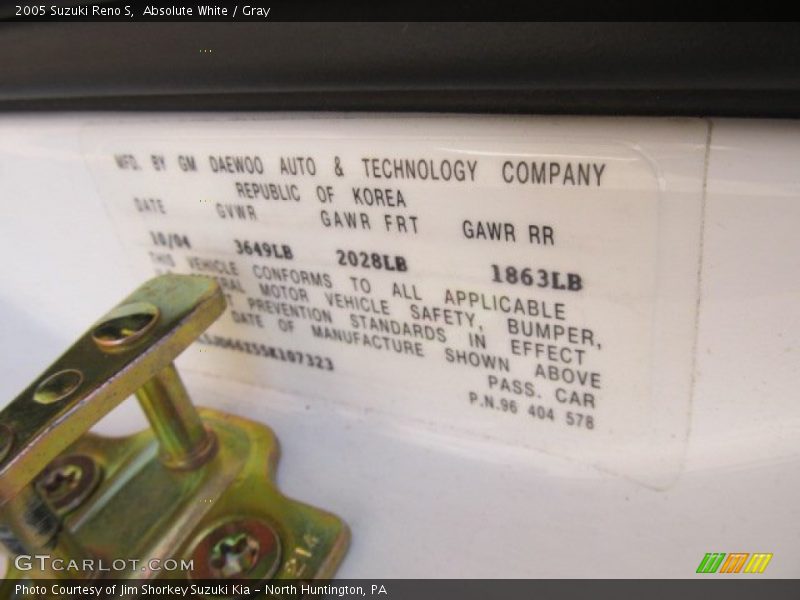 2005 Suzuki Reno S,  Absolute White / Gray
MFD. BY GM DAEWOO AUTO & TECHNOLOGY COMPANY
REPUBLIC OF KOREA
DATE GVWR GAWR FRT GAWR RR
10/04 3649LB 2028LB 1863LB
THIS VEHICLE CONFORMS TO ALL APPLICABLE
MOTOR VEHICLE SAFETY, BUMPER,
PREVENTION STANDARDS IN EFFECT
DATE OF MANUFACTURE SHOWN ABOVE
PASS. CAR
P.N.96 404 578
214
GTCARLOT.COM
Photo Courtesy of Jim Shorkey Suzuki Kia - North Huntington, PA